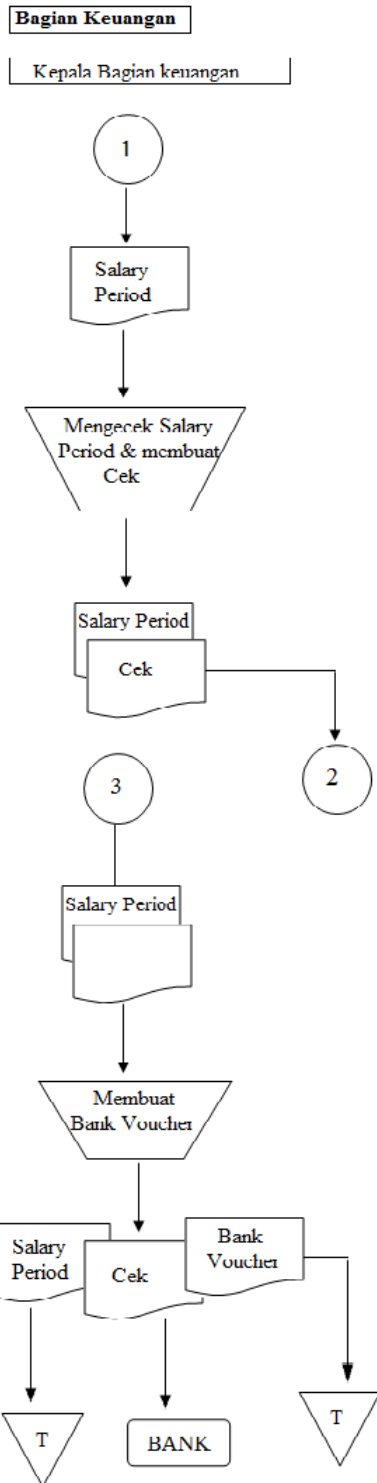 Bagian Keuangan
Kepala Bagian keuangan
1
Salary
Period
Mengecek Salary
Period & membuat
Cek
Salary Period
Cek
2
3
Salary Period
Membuat
Bank Voucher
Salary
Period
Cek
Bank
Voucher
T
BANK
T